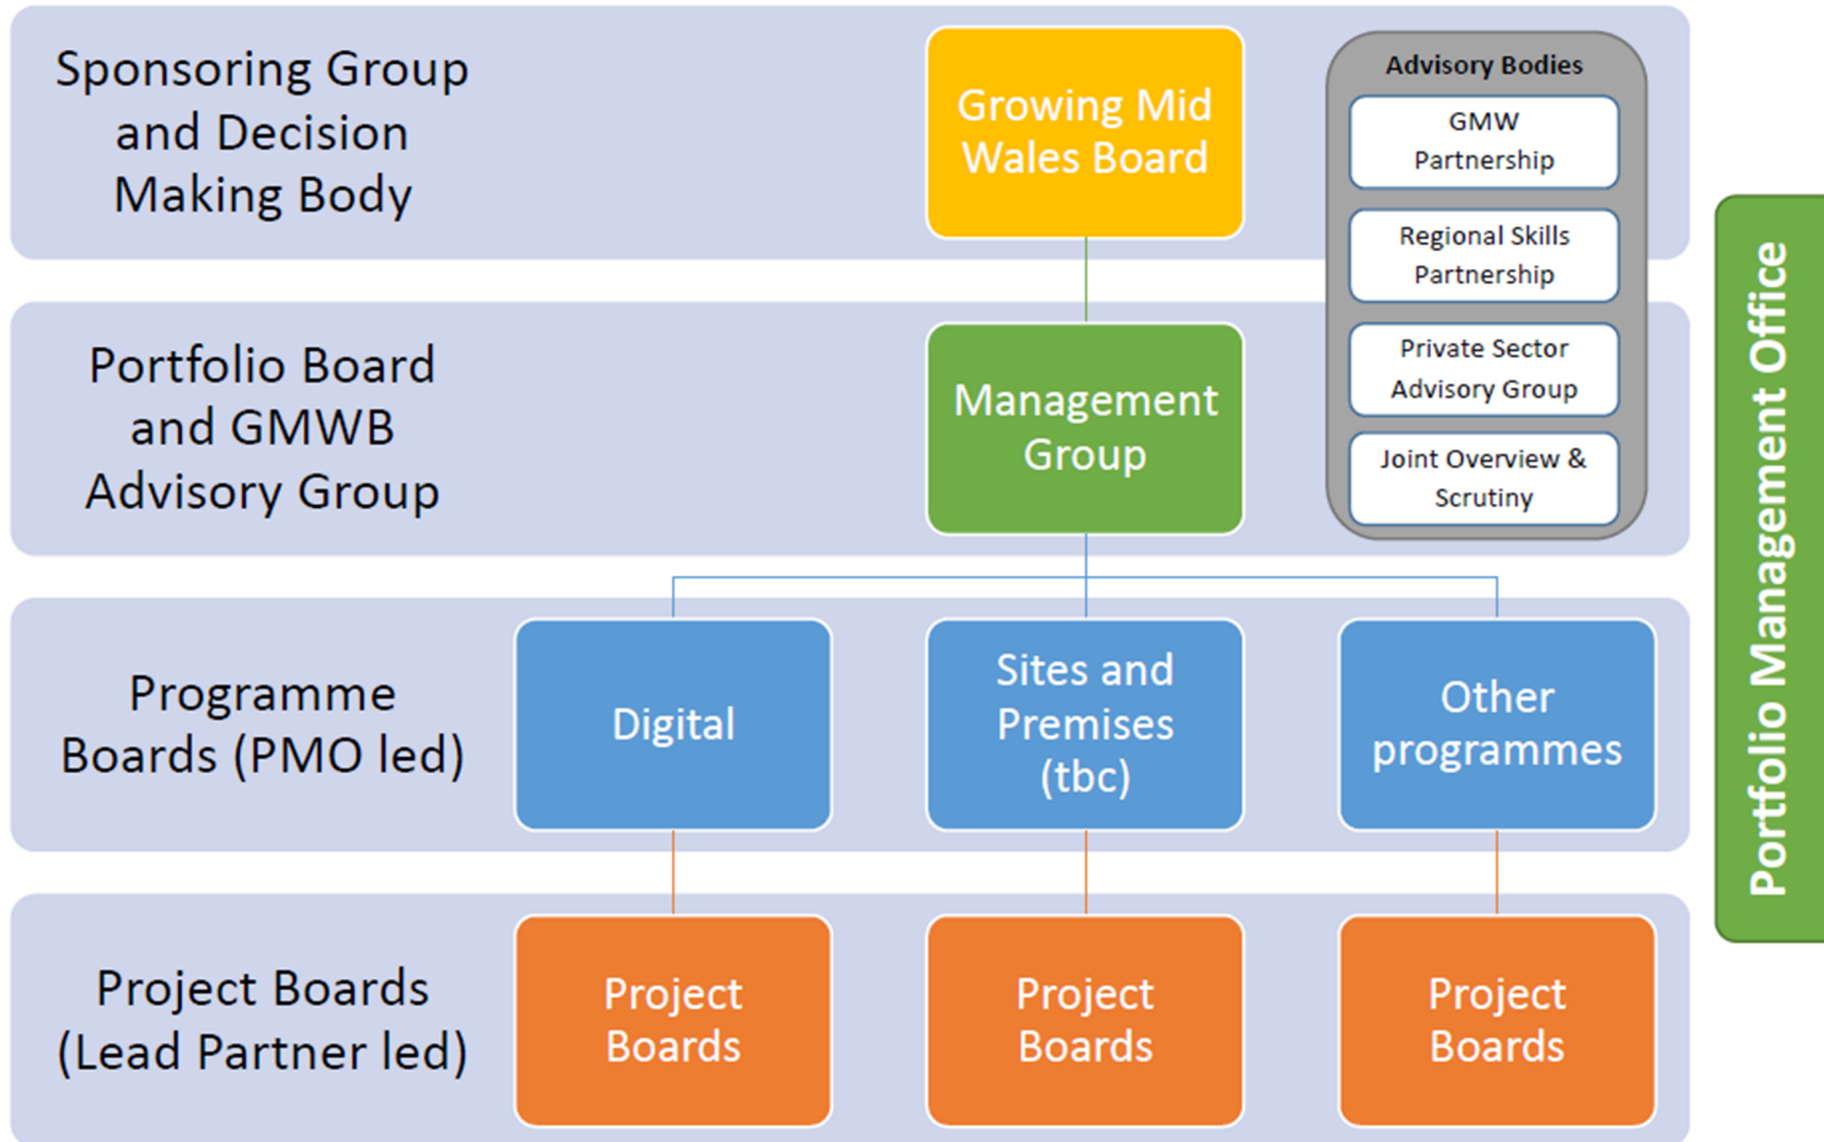 Sponsoring Group
and Decision
Making Body
Growing Mid
Wales Board
Advisory Bodies
GMW
Partnership
Regional Skills
Partnership
Private Sector
Advisory Group
Joint Overview &
Scrutiny
Portfolio Board
and GMWB
Advisory Group
Management
Group
Programme
Boards (PMO led)
Digital
Sites and
Premises
(tbc)
Other
programmes
Project Boards
(Lead Partner led)
Project
Boards
Project
Boards
Project
Boards
Portfolio Management Office